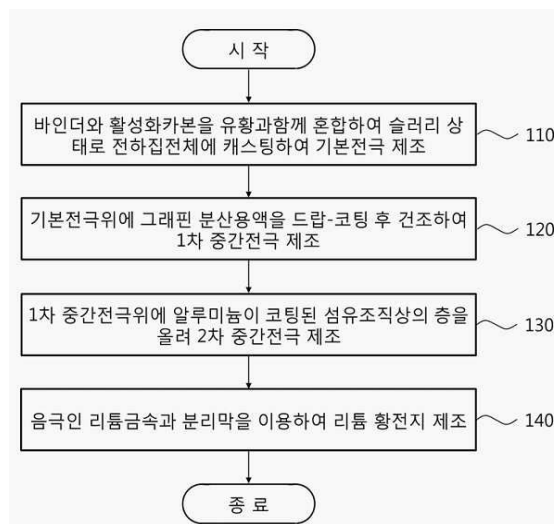 시 작
바인더와 활성화카본을 유황과함께 혼합하여 슬러리 상
태로 전하집전체에 캐스팅하여 기본전극 제조
110
기본전극위에 그래핀 분산용액을 드랍-코팅 후 건조하여
1차 중간전극 제조
120
1차 중간전극위에 알루미늄이 코팅된 섬유조직상의 층을
올려 2차 중간전극 제조
130
음극인 리튬금속과 분리막을 이용하여 리튬 황전지 제조
140
종 료